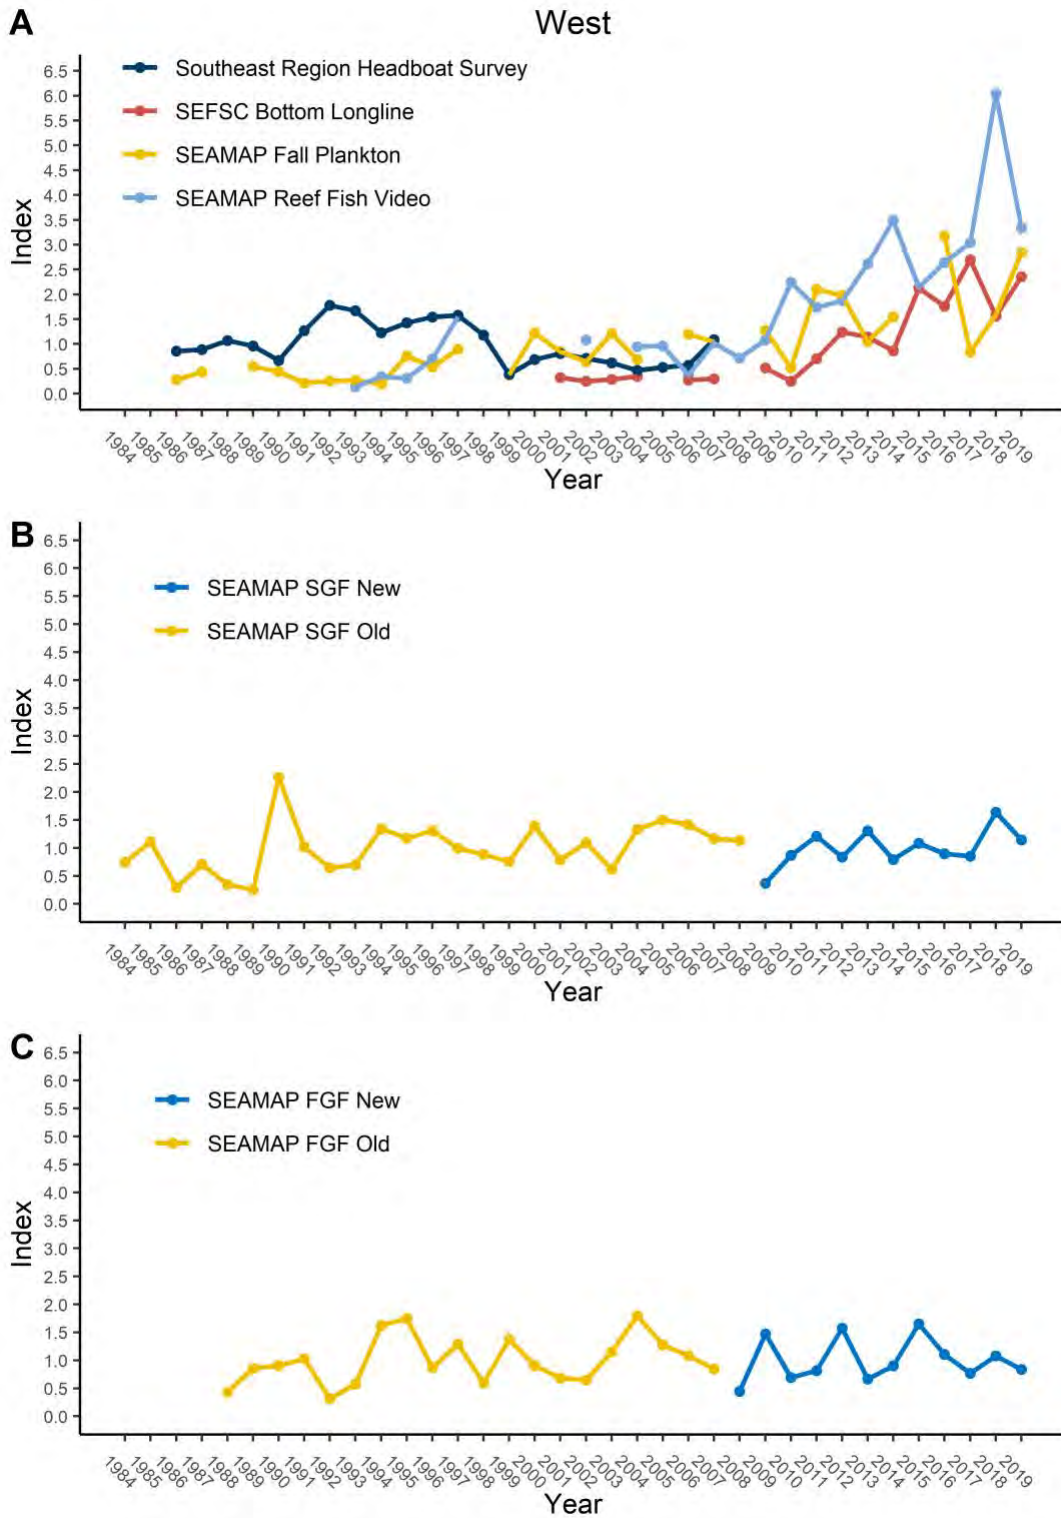 A
West
Southeast Region Headboat Survey
SEFSC Bottom Longline
SEAMAP Fall Plankton
SEAMAP Reef Fish Video
Index
6.5
6.0
5.5
5.0
4.5
4.0
3.5
3.0
2.5
2.0
1.5
1.0
0.5
0.0
1984 1985 1986 1987 1988 1989 1990 1991 1992 1993 1994 1995 1996 1997 1998 1999 2000 2001 2002 2003 2004 2005 2006 2007 2008 2009 2010 2011 2012 2013 2014 2015 2016 2017 2018 2019
Year
B
SEAMAP SGF New
SEAMAP SGF Old
Index
6.5
6.0
5.5
5.0
4.5
4.0
3.5
3.0
2.5
2.0
1.5
1.0
0.5
0.0
1984 1985 1986 1987 1988 1989 1990 1991 1992 1993 1994 1995 1996 1997 1998 1999 2000 2001 2002 2003 2004 2005 2006 2007 2008 2009 2010 2011 2012 2013 2014 2015 2016 2017 2018 2019
Year
C
SEAMAP FGF New
SEAMAP FGF Old
Index
6.5
6.0
5.5
5.0
4.5
4.0
3.5
3.0
2.5
2.0
1.5
1.0
0.5
0.0
1984 1985 1986 1987 1988 1989 1990 1991 1992 1993 1994 1995 1996 1997 1998 1999 2000 2001 2002 2003 2004 2005 2006 2007 2008 2009 2010 2011 2012 2013 2014 2015 2016 2017 2018 2019
Year